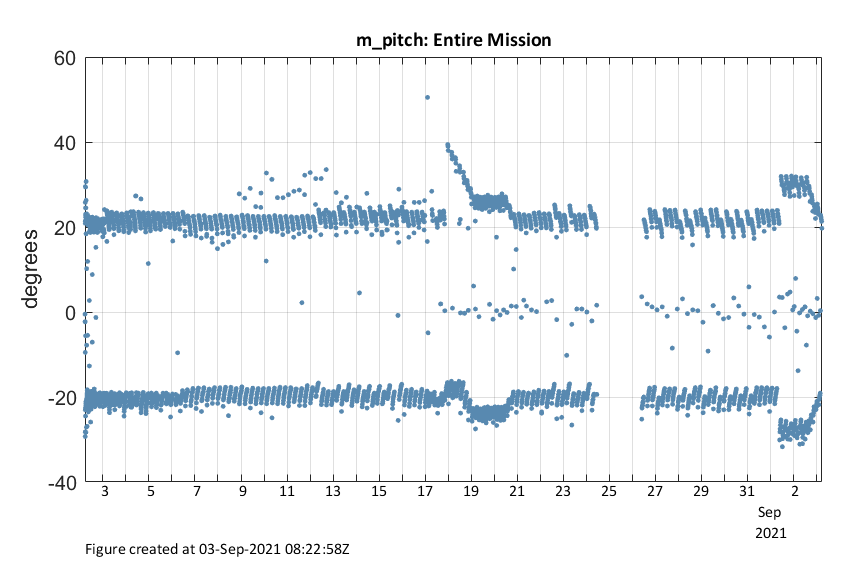 m_pitch: Entire Mission
60
40
20
0
-20
-40
degrees
3 5 7 9 11 13 15 17 19 21 23 25 27 29 31 2
Sep
2021
Figure created at 03-Sep-2021 08:22:58Z